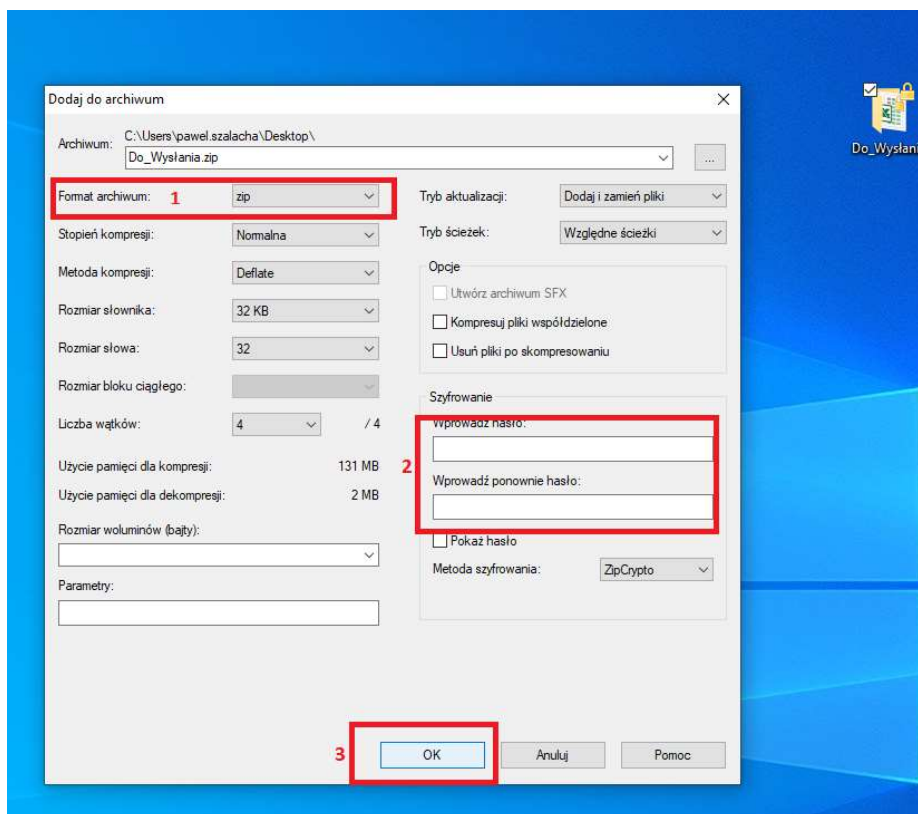 Dodaj do archiwum
Archiwum: C:\Users\pawel.szalacha\Desktop\
Do_Wysłania.zip
...
Format archiwum: 1 zip
Stopień kompresji: Normalna
Metoda kompresji: Deflate
Rozmiar słownika: 32 KB
Rozmiar słowa: 32
Rozmiar bloku ciągłego:
Liczba wątków: 4 / 4
Użycie pamięci dla kompresji: 131 MB
Użycie pamięci dla dekompresji: 2 MB
Rozmiar woluminów (bajty):
Parametry:
Tryb aktualizacji: Dodaj i zamień pliki
Tryb ścieżek: Względne ścieżki
Opcje
Utwórz archiwum SFX
Kompresuj pliki współdzielone
Usuń pliki po skompresowaniu
Szyfrowanie
2
Wprowadź hasło:
Wprowadź ponownie hasło:
Pokaż hasło
Metoda szyfrowania: ZipCrypto
3 OK Anuluj Pomoc
Do_Wysłani